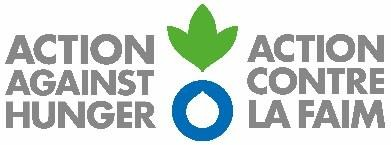 ACTION
AGAINST
HUNGER
ACTION
CONTRE
LA FAIM